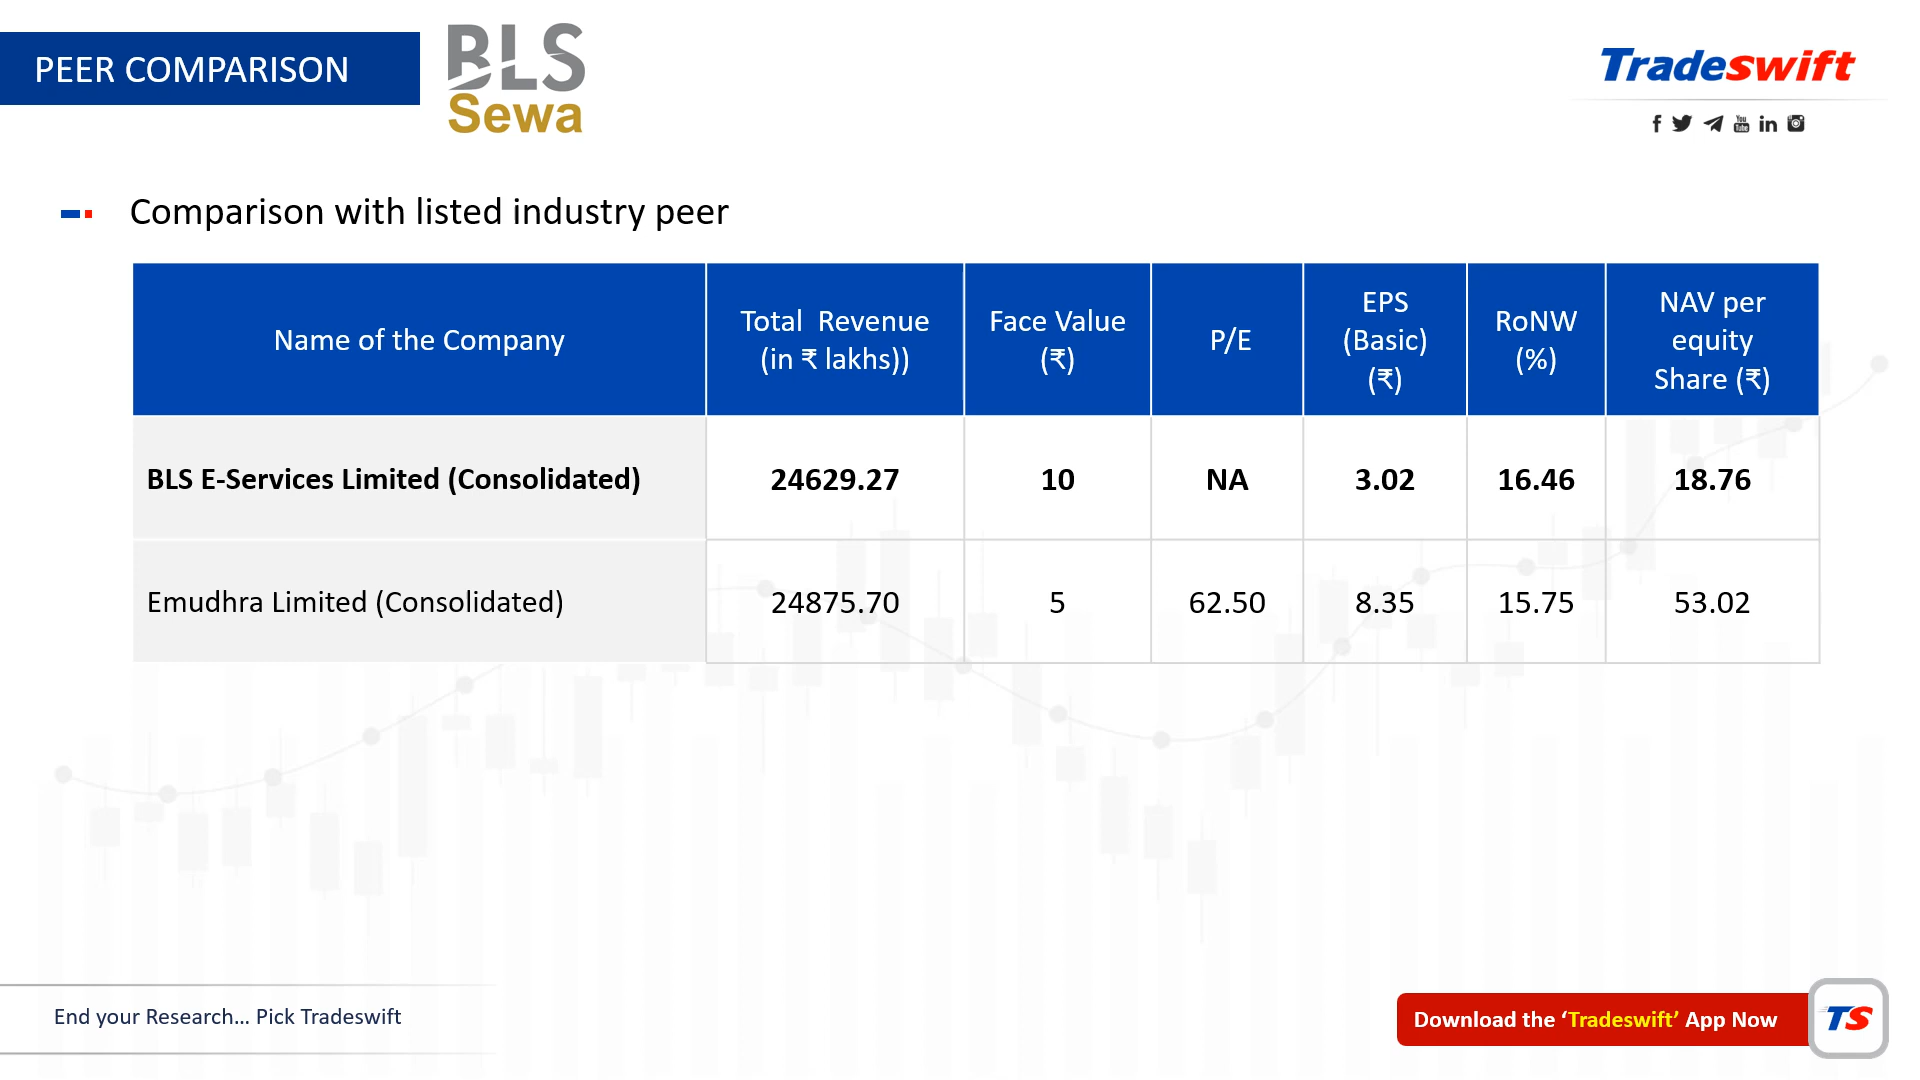 PEER COMPARISON
BLS
Sewa
Tradeswift
Comparison with listed industry peer
Name of the Company
Total Revenue
(in ₹ lakhs))
Face Value
(₹)
P/E
EPS
(Basic)
(₹)
RoNW
(%)
NAV per
equity
Share (₹)
BLS E-Services Limited (Consolidated) 24629.27 10 NA 3.02 16.46 18.76
Emudhra Limited (Consolidated) 24875.70 5 62.50 8.35 15.75 53.02
End your Research... Pick Tradeswift
Download the ‘Tradeswift’ App Now
TS